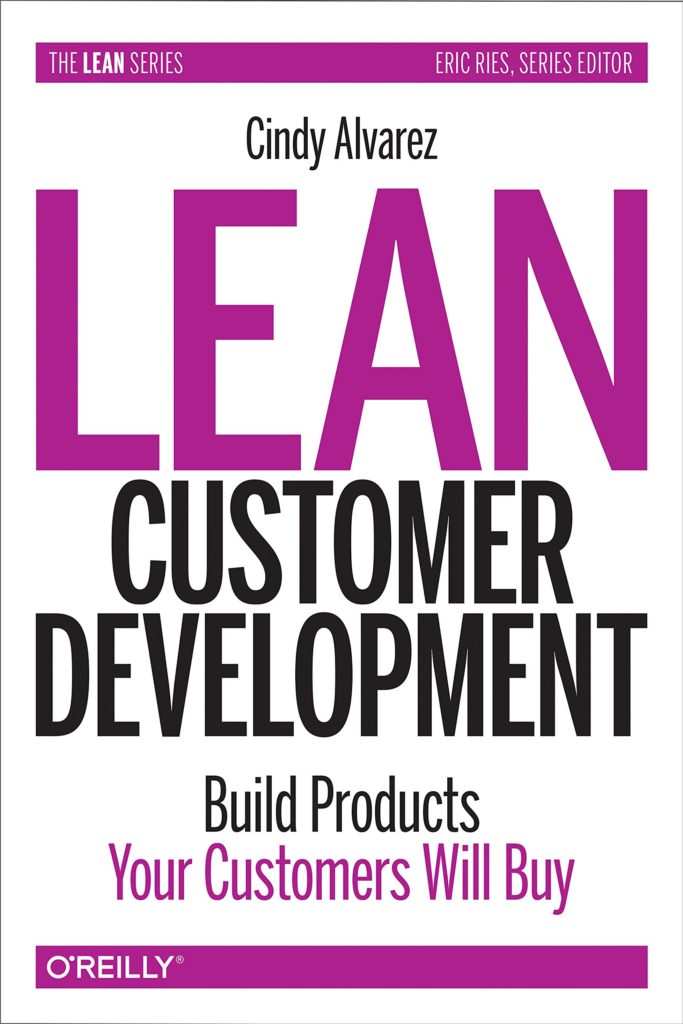 THE LEAN SERIES
ERIC RIES, SERIES EDITOR
Cindy Alvarez
LEAN
CUSTOMER
DEVELOPMENT
Build Products
Your Customers Will Buy
O'REILLY®